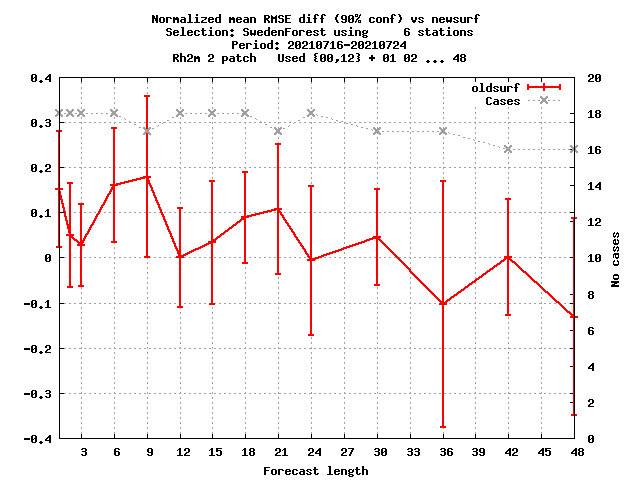 Normalized mean RMSE diff (90% conf) vs newsurf
Selection: SwedenForest using     6 stations
Period: 20210716-20210724
Rh2m 2 patch   Used {00,12} + 01 02 ... 48
oldsurf
Cases
0.4
0.3
0.2
0.1
0
-0.1
-0.2
-0.3
-0.4
20
18
16
14
12
10
8
6
4
2
0
No cases
3 6 9 12 15 18 21 24 27 30 33 36 39 42 45 48
Forecast length